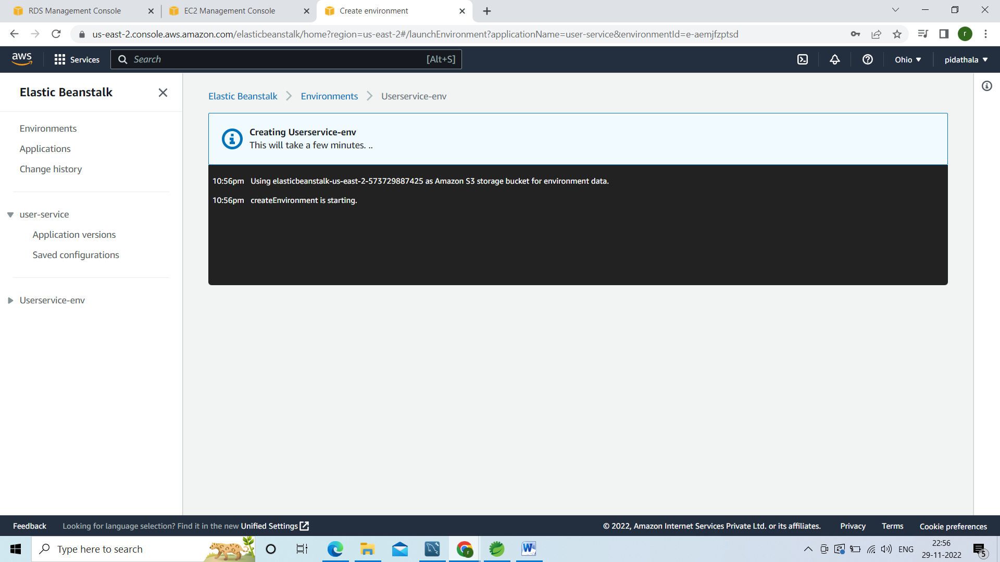 RDS Management Console
EC2 Management Console
Create environment
us-east-2.console.aws.amazon.com/elasticbeanstalk/home?region=us-east-2#/launchEnvironment?applicationName=user-service&environmentId=e-aemjfzptsd
r
aws
Services
Search
[Alt+S]
Ohio
pidathala
Elastic Beanstalk
Environments
Applications
Change history
user-service
Application versions
Saved configurations
Userservice-env
Elastic Beanstalk
Environments
Userservice-env
Creating Userservice-env
This will take a few minutes. ..
10:56pm Using elasticbeanstalk-us-east-2-573729887425 as Amazon S3 storage bucket for environment data.
10:56pm createEnvironment is starting.
Feedback
Looking for language selection? Find it in the new Unified Settings
© 2022, Amazon Internet Services Private Ltd. or its affiliates.
Privacy
Terms
Cookie preferences
Type here to search
r
W
ENG
22:56
29-11-2022
5